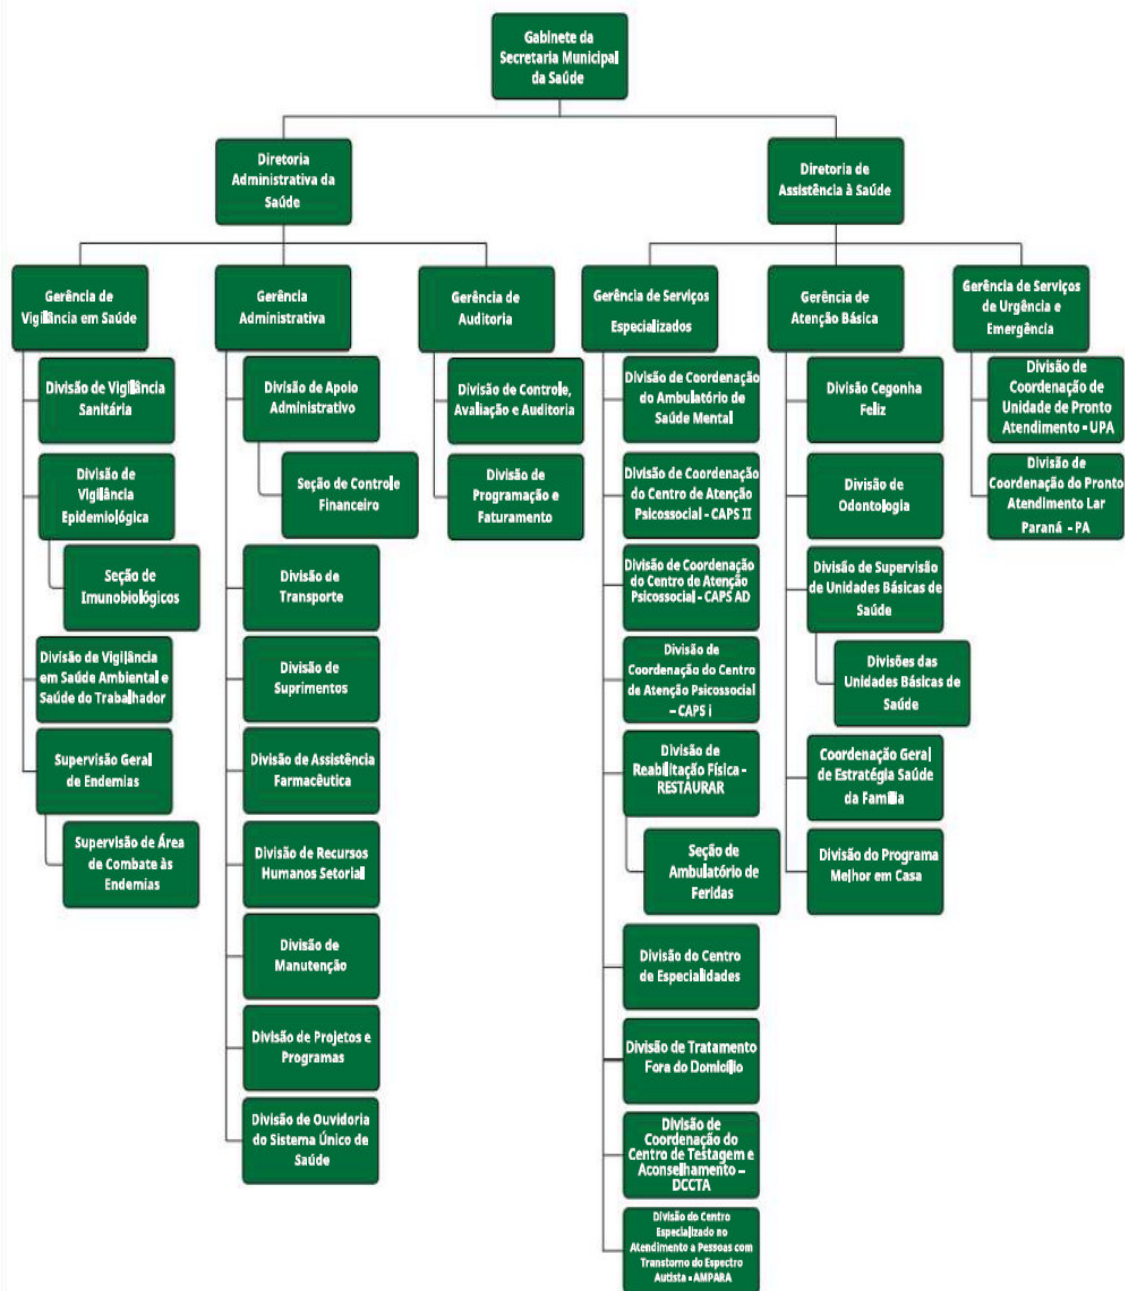 Gabinete da
Secretaria Municipal
da Saúde
Diretoria
Administrativa da
Saúde
Diretoria de
Assistência à Saúde
Gerência de
Vigilância em Saúde
Gerência
Administrativa
Gerência de
Auditoria
Gerência de Serviços
Especializados
Gerência de
Atenção Básica
Gerência de Serviços
de Urgência e
Emergência
Divisão de Vigilância
Sanitária
Divisão de
Vigilância
Epidemiológica
Seção de
Imunobiológicos
Divisão de Vigilância
em Saúde Ambiental e
Saúde do Trabalhador
Supervisão Geral
de Endemias
Supervisão de Área
de Combate às
Endemias
Divisão de Apoio
Administrativo
Seção de Controle
Financeiro
Divisão de
Transporte
Divisão de
Suprimentos
Divisão de Assistência
Farmacêutica
Divisão de Recursos
Humanos Setorial
Divisão de
Manutenção
Divisão de Projetos e
Programas
Divisão de Ouvidoria
do Sistema Único de
Saúde
Divisão de Controle,
Avaliação e Auditoria
Divisão de
Programação e
Faturamento
Divisão de Coordenação
do Ambulatório de
Saúde Mental
Divisão de Coordenação
do Centro de Atenção
Psicossocial - CAPS II
Divisão de Coordenação
do Centro de Atenção
Psicossocial - CAPS AD
Divisão de
Coordenação do Centro
de Atenção Psicossocial
– CAPS i
Divisão de
Reabilitação Física -
RESTAURAR
Seção de
Ambulatório de
Feridas
Divisão do Centro
de Especialidades
Divisão de Tratamento
Fora do Domicílio
Divisão de
Coordenação do
Centro de Testagem e
Aconselhamento –
DCCTA
Divisão do Centro
Especializado no
Atendimento a Pessoas com
Transtorno do Espectro
Autista - AMPARA
Divisão Cegonha
Feliz
Divisão de
Odontologia
Divisão de Supervisão
de Unidades Básicas de
Saúde
Divisões das
Unidades Básicas de
Saúde
Coordenação Geral
de Estratégia Saúde
da Família
Divisão do Programa
Melhor em Casa
Divisão de
Coordenação de
Unidade de Pronto
Atendimento - UPA
Divisão de
Coordenação do Pronto
Atendimento Lar
Paraná - PA